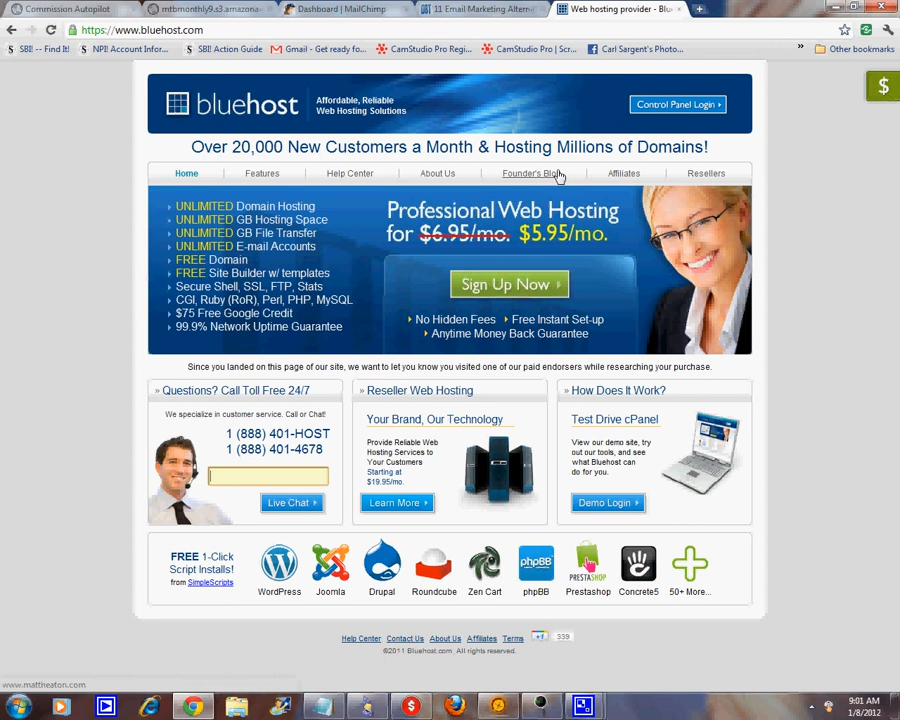 Commission Autopilot
mtbmonthly9.s3.amazona-
Dashboard | MailChimp
11 Email Marketing Altern
Web hosting provider - Blu
https://www.bluehost.com
SBI! -- Find It!
NPI! Account Infor...
SBI! Action Guide
Gmail - Get ready fo...
CamStudio Pro Regi...
CamStudio Pro | Scr...
Carl Sargent's Photo...
»
Other bookmarks
$
bluehost
Affordable, Reliable
Web Hosting Solutions
Control Panel Login
Over 20,000 New Customers a Month & Hosting Millions of Domains!
Home Features Help Center About Us Founder's Blog Affiliates Resellers
UNLIMITED Domain Hosting
UNLIMITED GB Hosting Space
UNLIMITED GB File Transfer
UNLIMITED E-mail Accounts
FREE Domain
FREE Site Builder w/ templates
Secure Shell, SSL, FTP, Stats
CGI, Ruby (RoR), Perl, PHP, MySQL
$75 Free Google Credit
99.9% Network Uptime Guarantee
Professional Web Hosting
for $6.95/mo. $5.95/mo.
Sign Up Now
No Hidden Fees Free Instant Set-up
Anytime Money Back Guarantee
Since you landed on this page of our site, we want to let you know you visited one of our paid endorsers while researching your purchase.
» Questions? Call Toll Free 24/7
We specialize in customer service. Call or Chat!
1 (888) 401-HOST
1 (888) 401-4678
Live Chat
» Reseller Web Hosting
Your Brand, Our Technology
Provide Reliable Web
Hosting Services to
Your Customers
Starting at
$19.95/mo.
Learn More
» How Does It Work?
Test Drive cPanel
View our demo site, try
out our tools, and see
what Bluehost can
do for you.
Demo Login
FREE 1-Click
Script Installs!
from SimpleScripts
WordPress
Joomla
Drupal
Roundcube
Zen Cart
phpBB
phpBB
PRESTASHOP
Prestashop
Concrete5
50+ More...
Help Center Contact Us About Us Affiliates Terms +1 339
©2011 Bluehost.com All rights reserved.
www.mattheaton.com
9:01 AM
1/8/2012